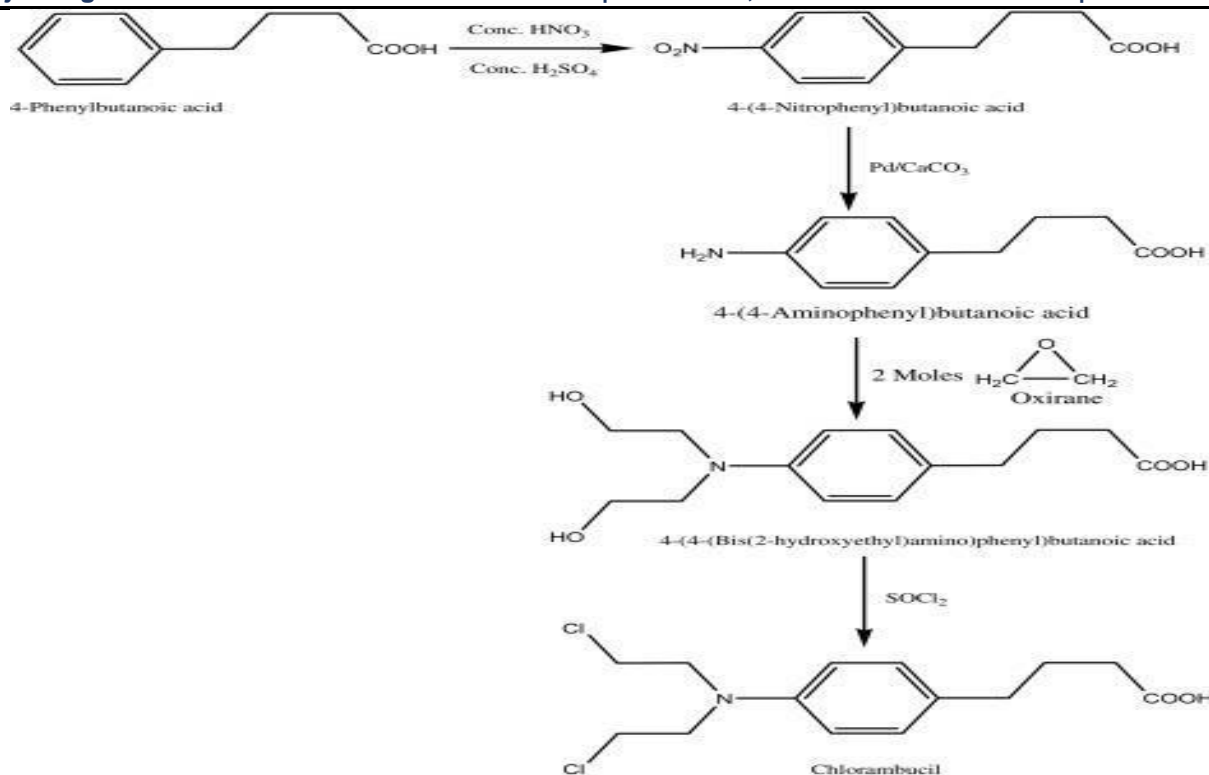 COOH
Conc. HNO3
Conc. H2SO4
O2N
COOH
4-Phenylbutanoic acid
4-(4-Nitrophenyl)butanoic acid
Pd/CaCO3
H2N
COOH
4-(4-Aminophenyl)butanoic acid
2 Moles
O
H2C
CH2
Oxirane
HO
N
COOH
HO
4-(4-(Bis(2-hydroxyethyl)amino)phenyl)butanoic acid
SOCl2
Cl
N
COOH
Cl
Chlorambucil